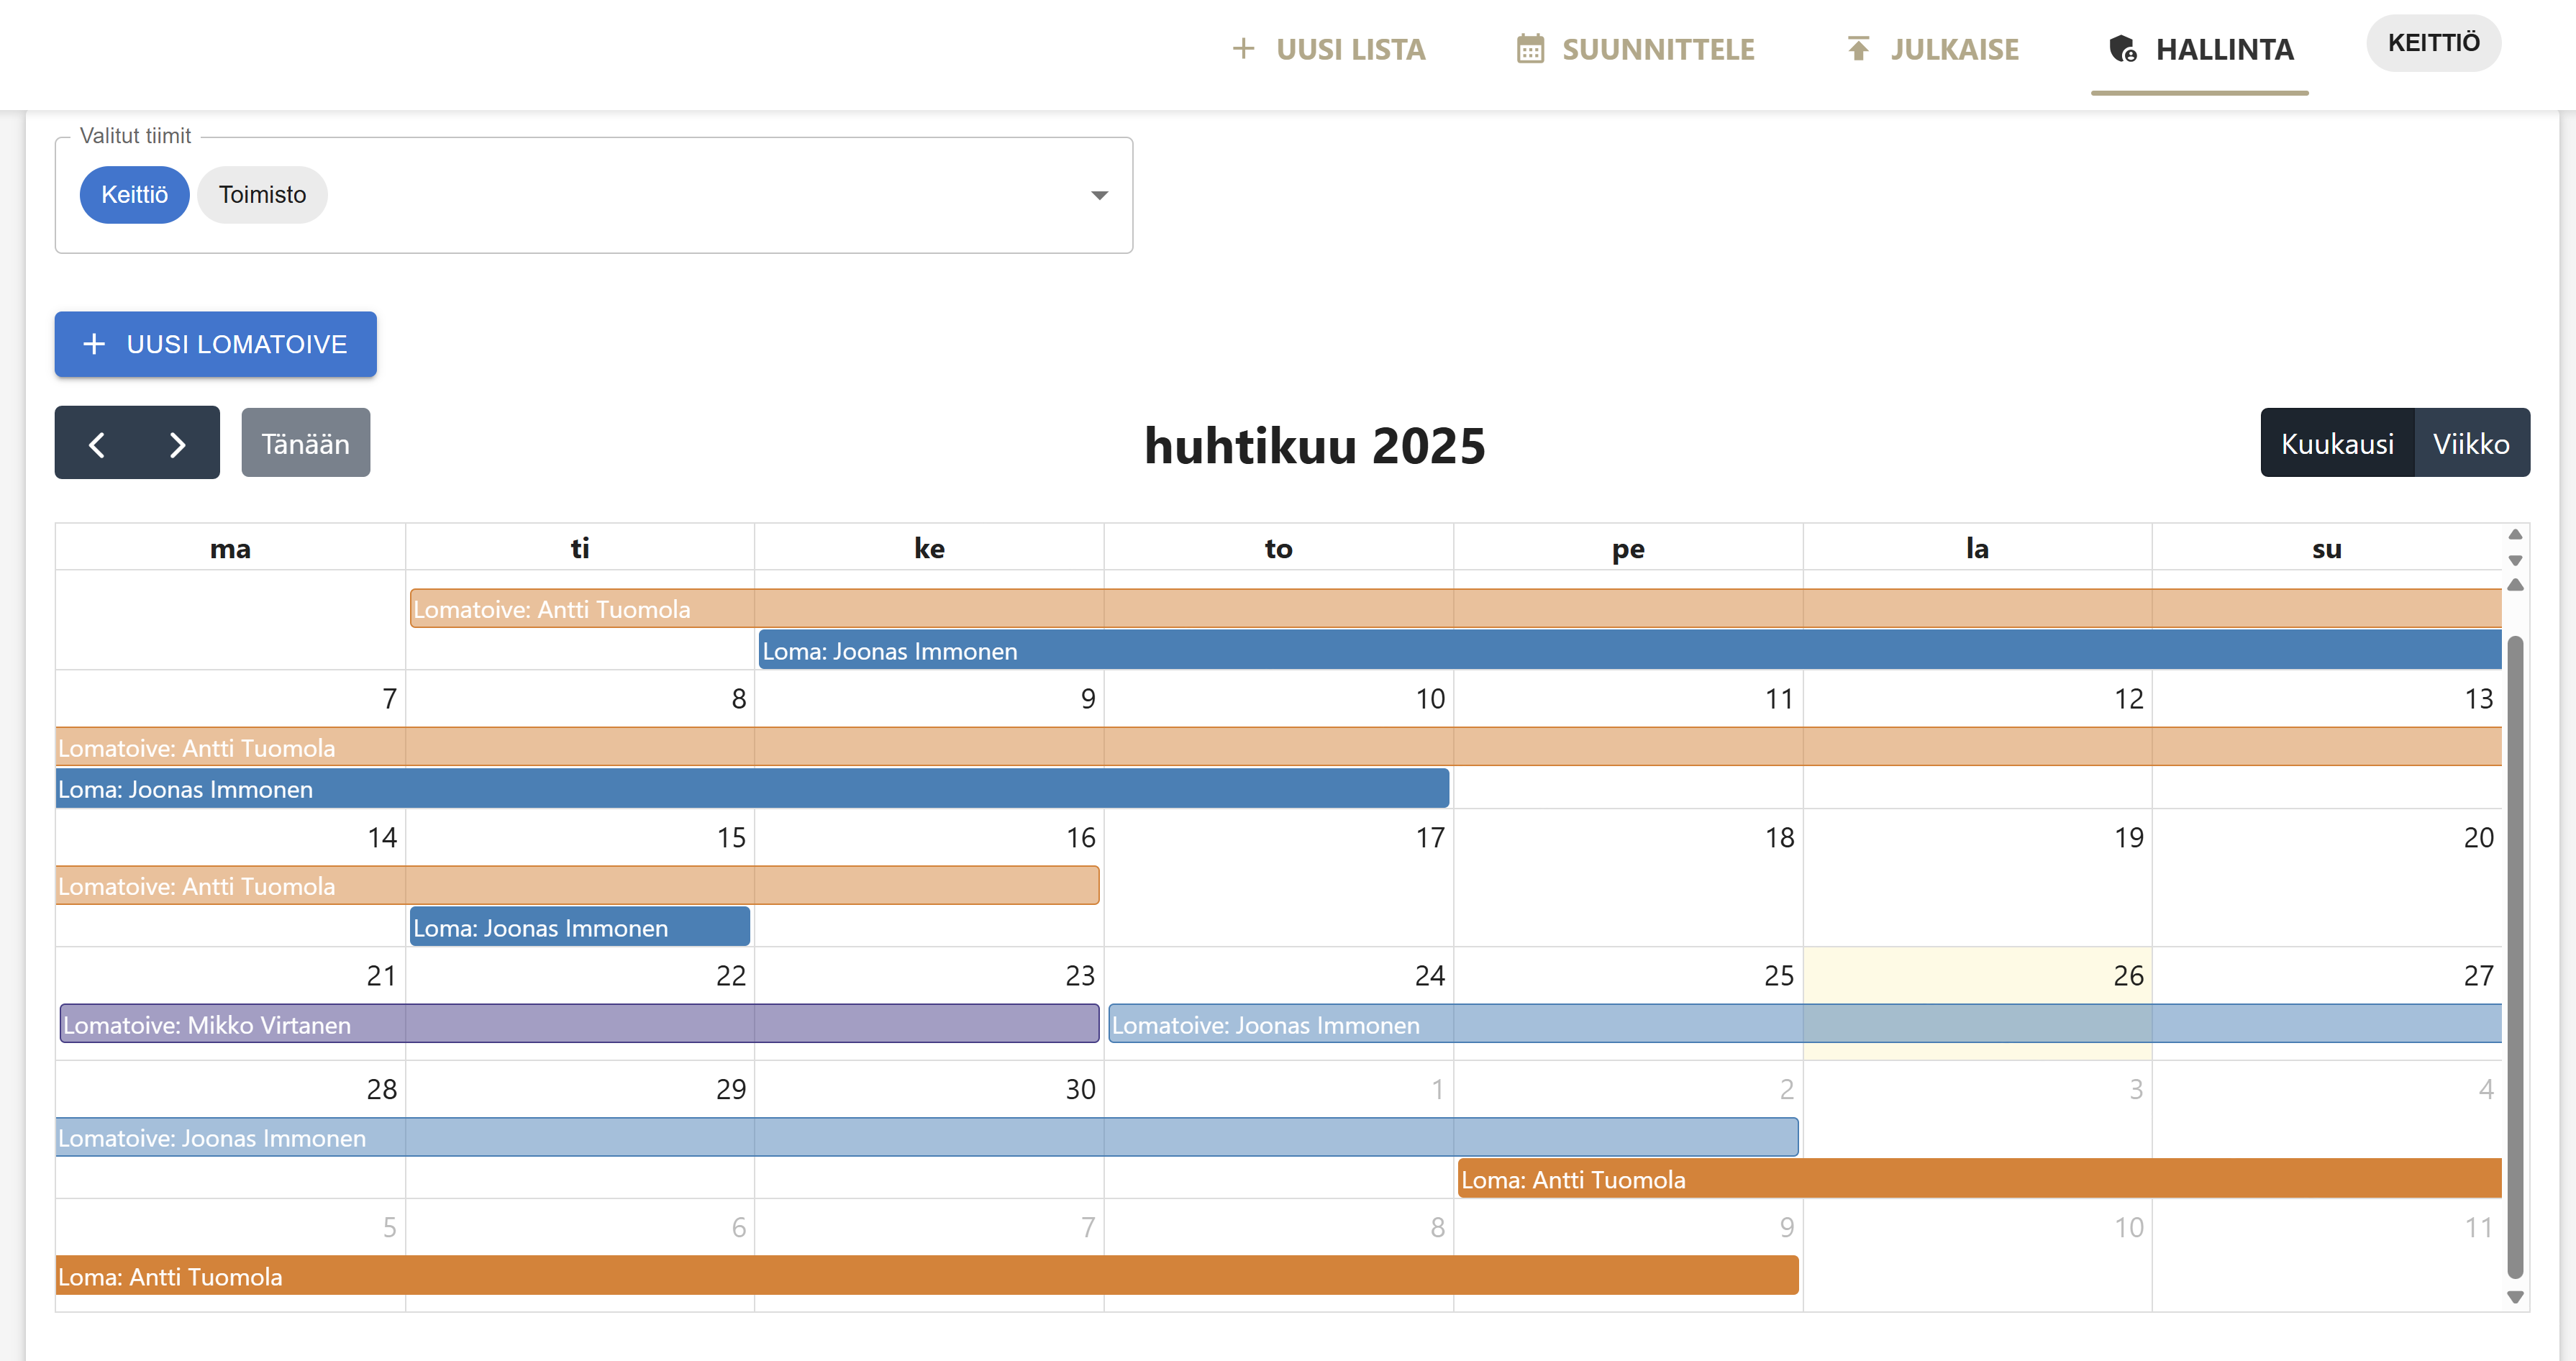 UUSI LISTA SUUNNITTELE JULKAISE HALLINTA KEITTIÖ
Valitut tiimit
Keittiö Toimisto
UUSI LOMATOIVE
Tänään huhtikuu 2025 Kuukausi Viikko
ma ti ke to pe la su
Lomatoive: Antti Tuomola
Loma: Joonas Immonen
7 8 9 10 11 12 13
Lomatoive: Antti Tuomola
Loma: Joonas Immonen
14 15 16 17 18 19 20
Lomatoive: Antti Tuomola
Loma: Joonas Immonen
21 22 23 24 25 26 27
Lomatoive: Mikko Virtanen Lomatoive: Joonas Immonen
28 29 30 1 2 3 4
Lomatoive: Joonas Immonen
Loma: Antti Tuomola
5 6 7 8 9 10 11
Loma: Antti Tuomola